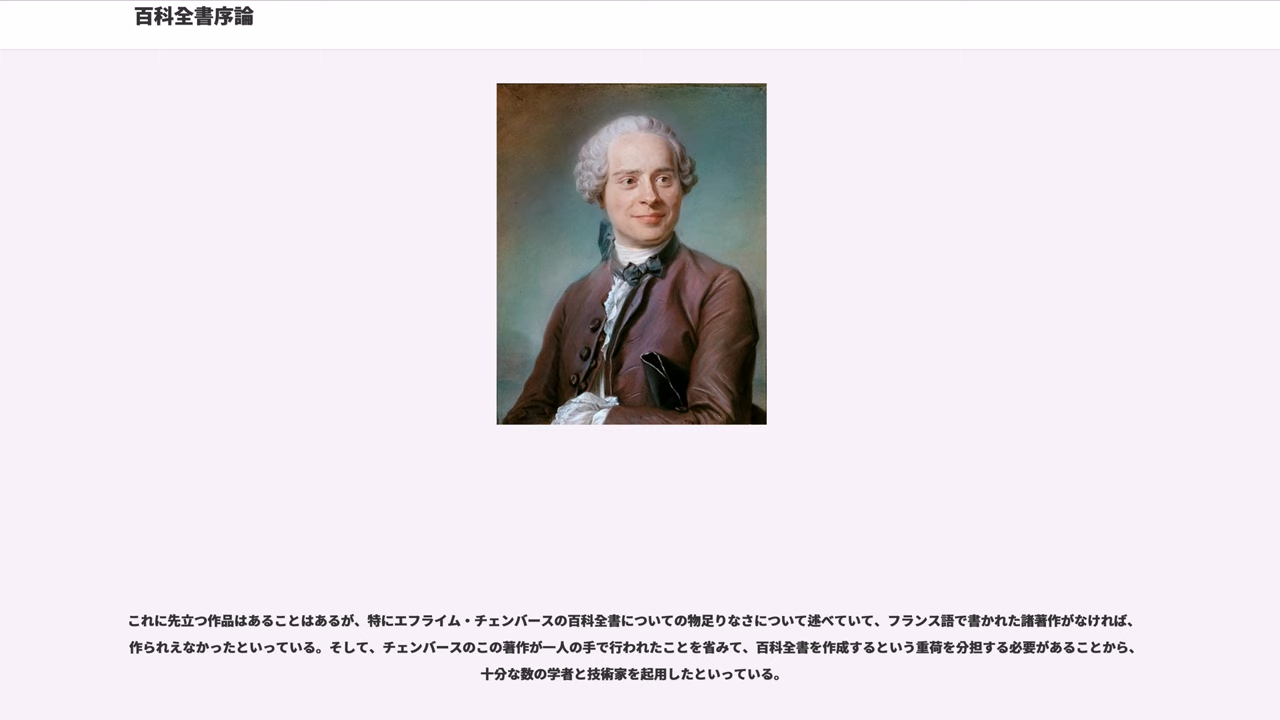 百科全書序論
これに先立つ作品はあることはあるが、特にエフライム・チェンバースの百科全書についての物足りなさについて述べていて、フランス語で書かれた諸著作がなければ、
作られえなかったといっている。そして、チェンバースのこの著作が一人の手で行われたことを省みて、百科全書を作成するという重荷を分担する必要があることから、
十分な数の学者と技術家を起用したといっている。